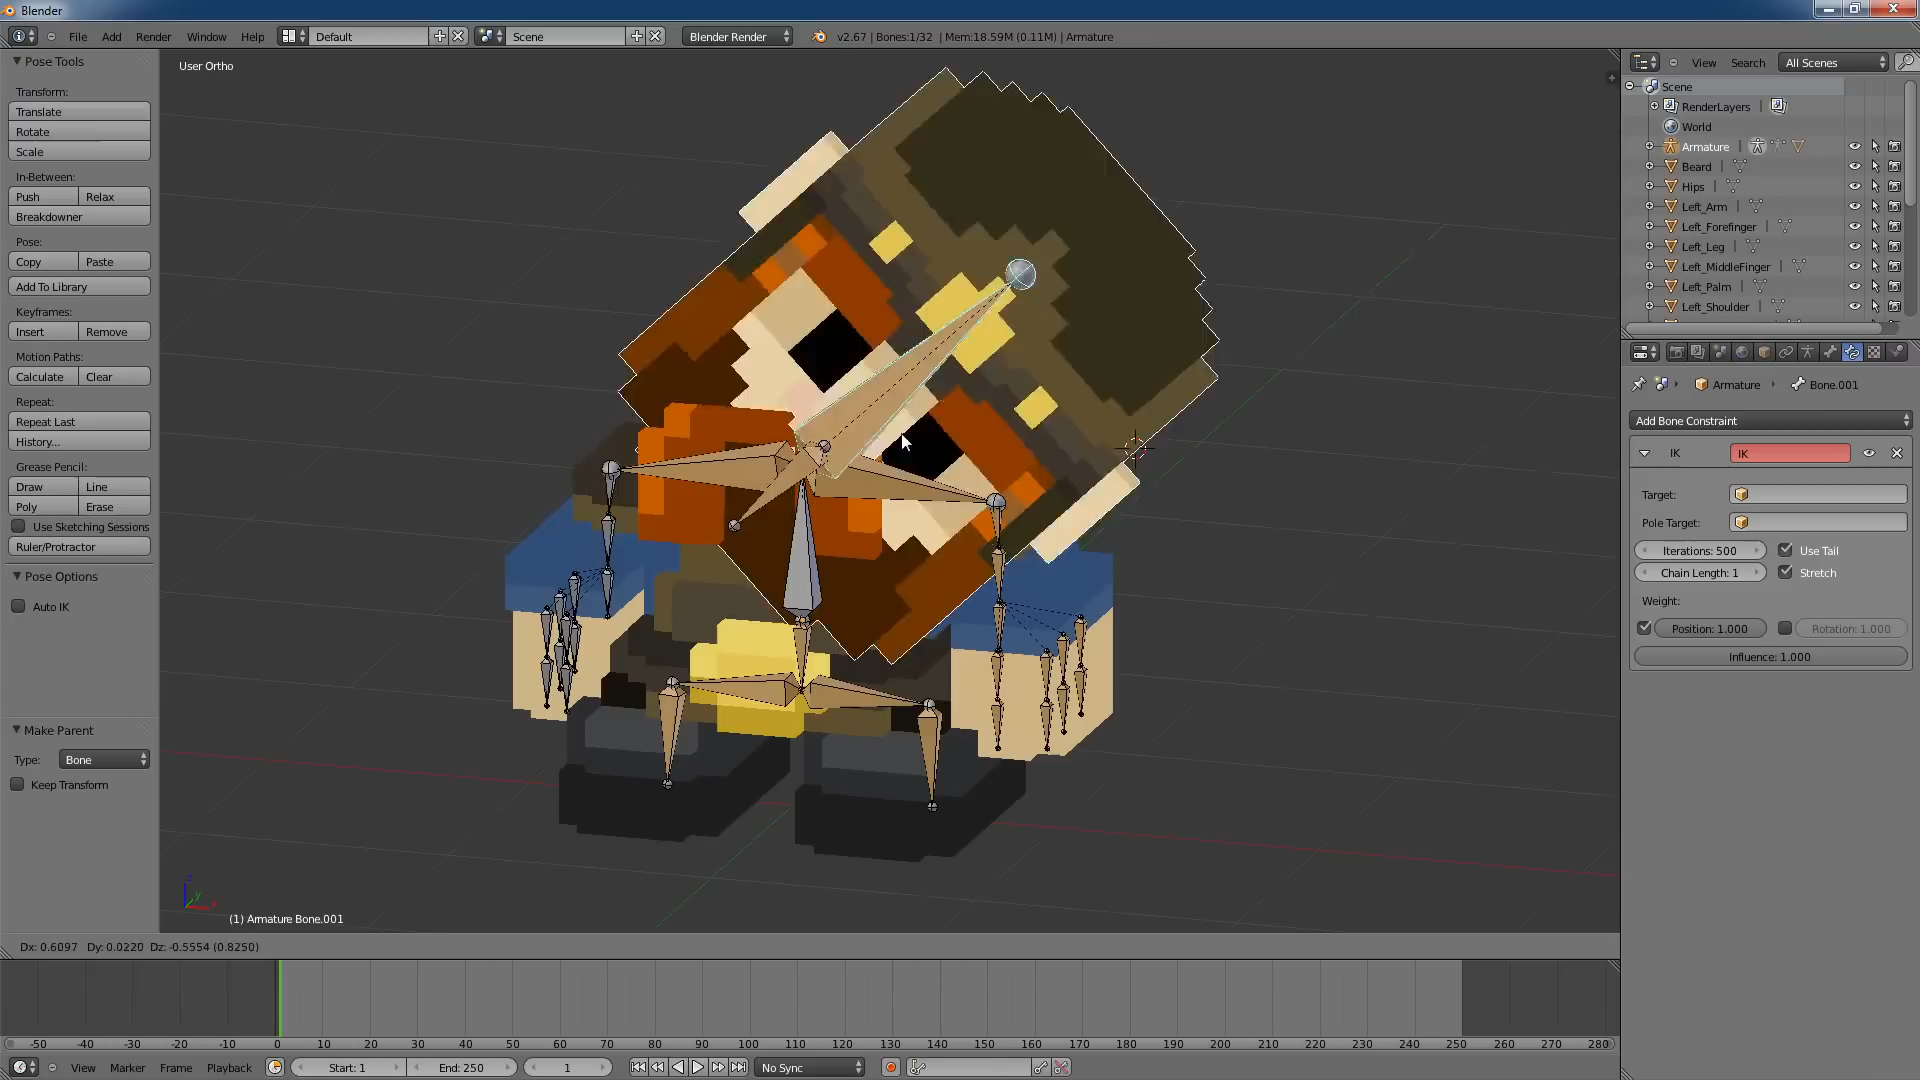 Blender
File Add Render Window Help Default Scene Blender Render v2.67 | Bones:1/32 | Mem:18.59M (0.11M) | Armature
Pose Tools
Transform:
Translate
Rotate
Scale
In-Between:
Push Relax
Breakdowner
Pose:
Copy Paste
Add To Library
Keyframes:
Insert Remove
Motion Paths:
Calculate Clear
Repeat:
Repeat Last
History...
Grease Pencil:
Draw Line
Poly Erase
Use Sketching Sessions
Ruler/Protractor
Pose Options
Auto IK
Make Parent
Type: Bone
Keep Transform
User Ortho
z
y
x
(1) Armature Bone.001
Dx: 0.6097 Dy: 0.0220 Dz: -0.5554 (0.8250)
View Search All Scenes
Scene
RenderLayers |
World
Armature |
Beard |
Hips |
Left_Arm |
Left_Forefinger |
Left_Leg |
Left_MiddleFinger |
Left_Palm |
Left_Shoulder |
Armature Bone.001
Add Bone Constraint
IK IK
Target:
Pole Target:
Iterations: 500 Use Tail
Chain Length: 1 Stretch
Weight:
Position: 1.000 Rotation: 1.000
Influence: 1.000
-50 -40 -30 -20 -10 0 10 20 30 40 50 60 70 80 90 100 110 120 130 140 150 160 170 180 190 200 210 220 230 240 250 260 270 280
View Marker Frame Playback Start: 1 End: 250 1 No Sync